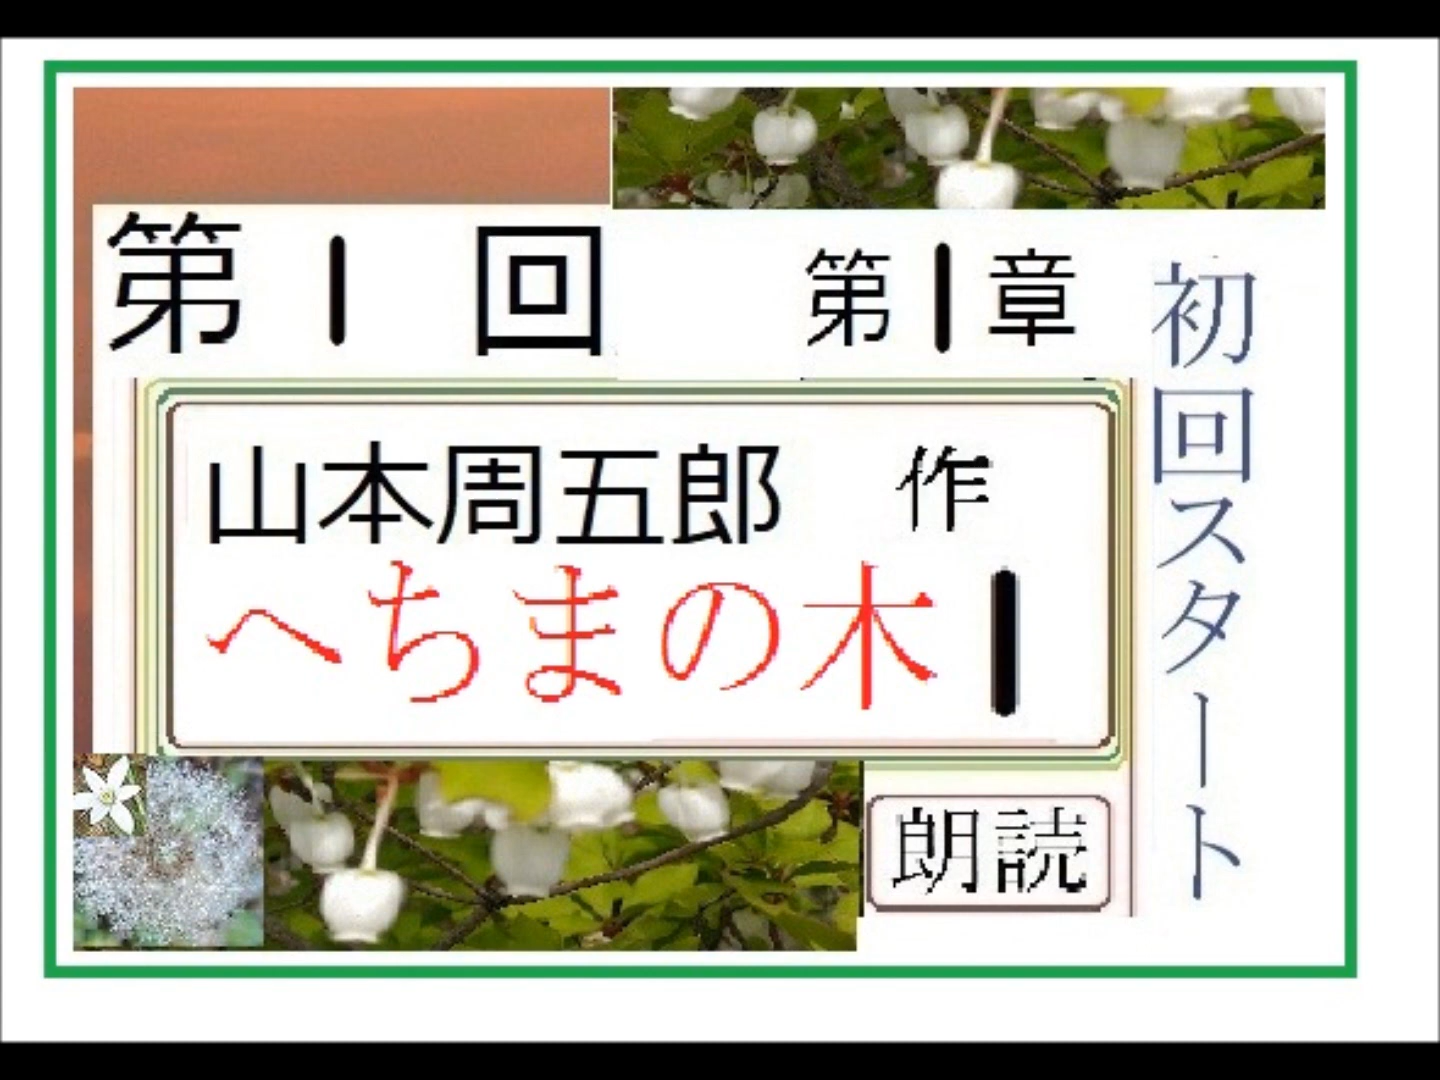 第1回 第1章
山本周五郎 作
へちまの木 1
朗読
初回スタート